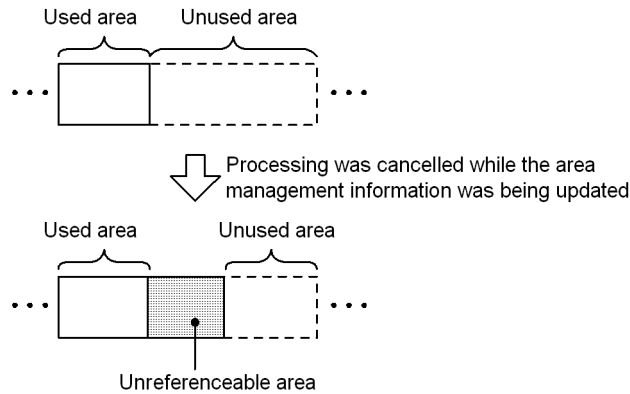 Used area Unused area
Processing was cancelled while the area
management information was being updated
Used area Unused area
Unreferenceable area